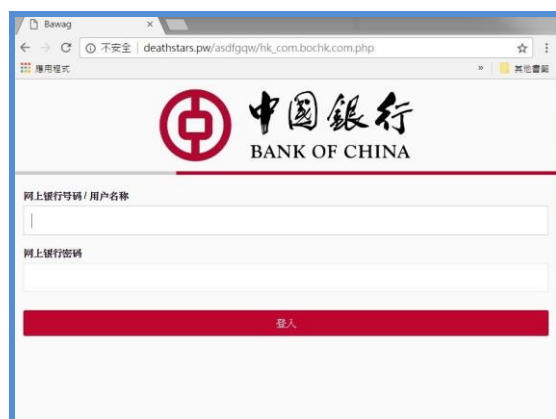 Bawag
不安全 | deathstars.pw/asdfgqw/hk_com.bochk.com.php
應用程式 » 其他書籤
中國銀行
BANK OF CHINA
网上银行号码 / 用户名称
网上银行密码
登入